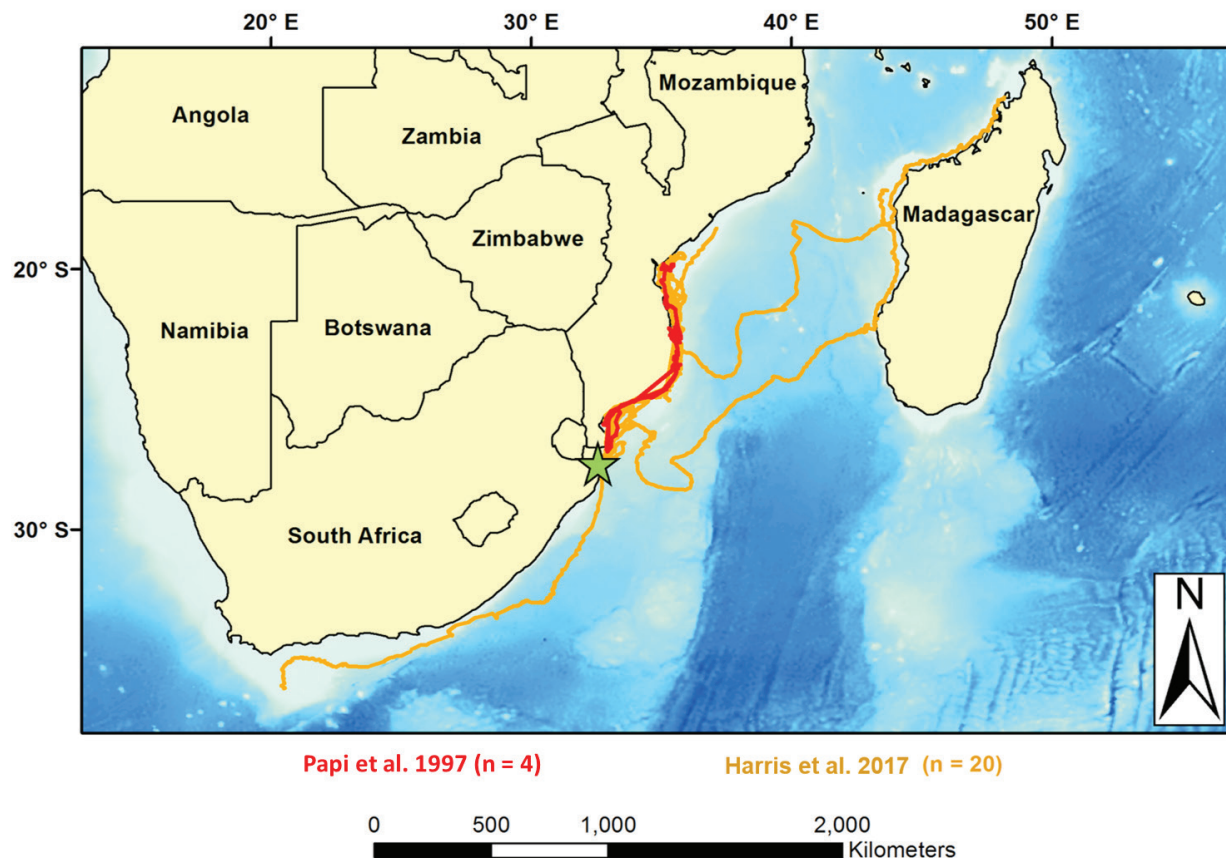 20° E 30° E 40° E 50° E
Mozambique
Angola
Zambia
Madagascar
Zimbabwe
20° S
Namibia
Botswana
30° S
South Africa
N
Papi et al. 1997 (n = 4) Harris et al. 2017 (n = 20)
0 500 1,000 2,000
Kilometers